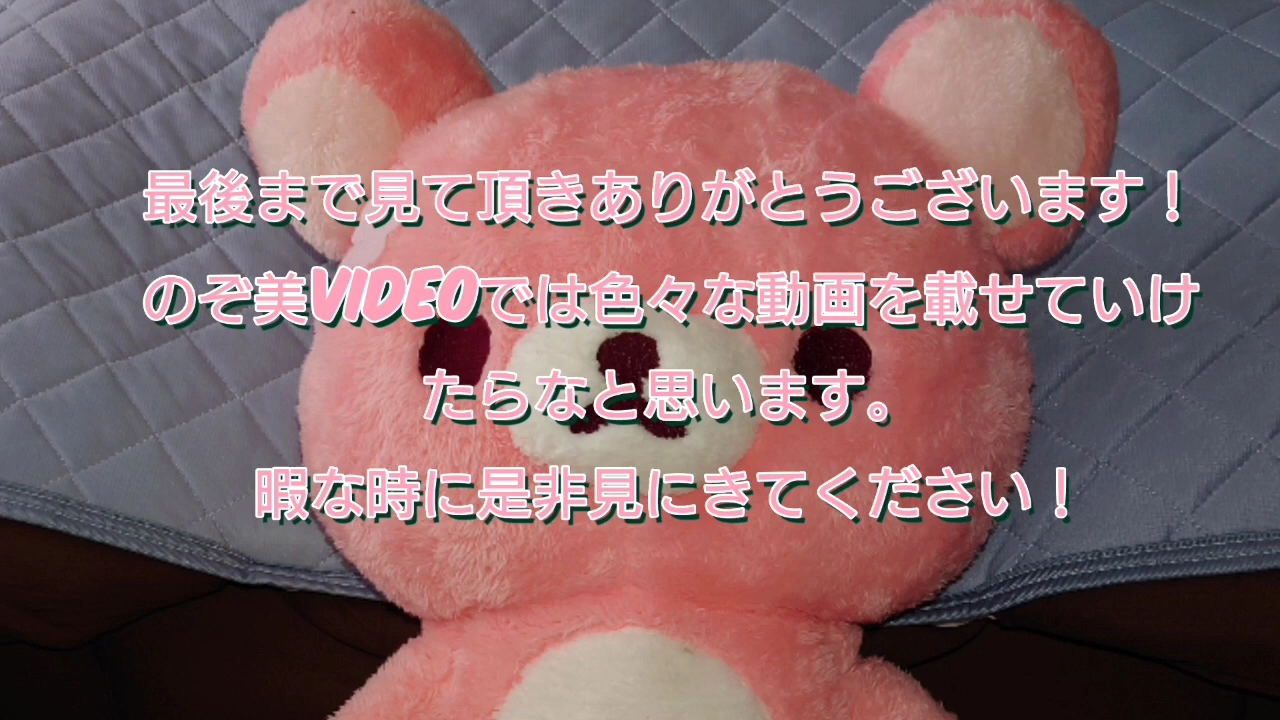 最後まで見て頂きありがとうございます！
のぞ美VIDEOでは色々な動画を載せていけ
たらなと思います。
暇な時に是非見にきてください！